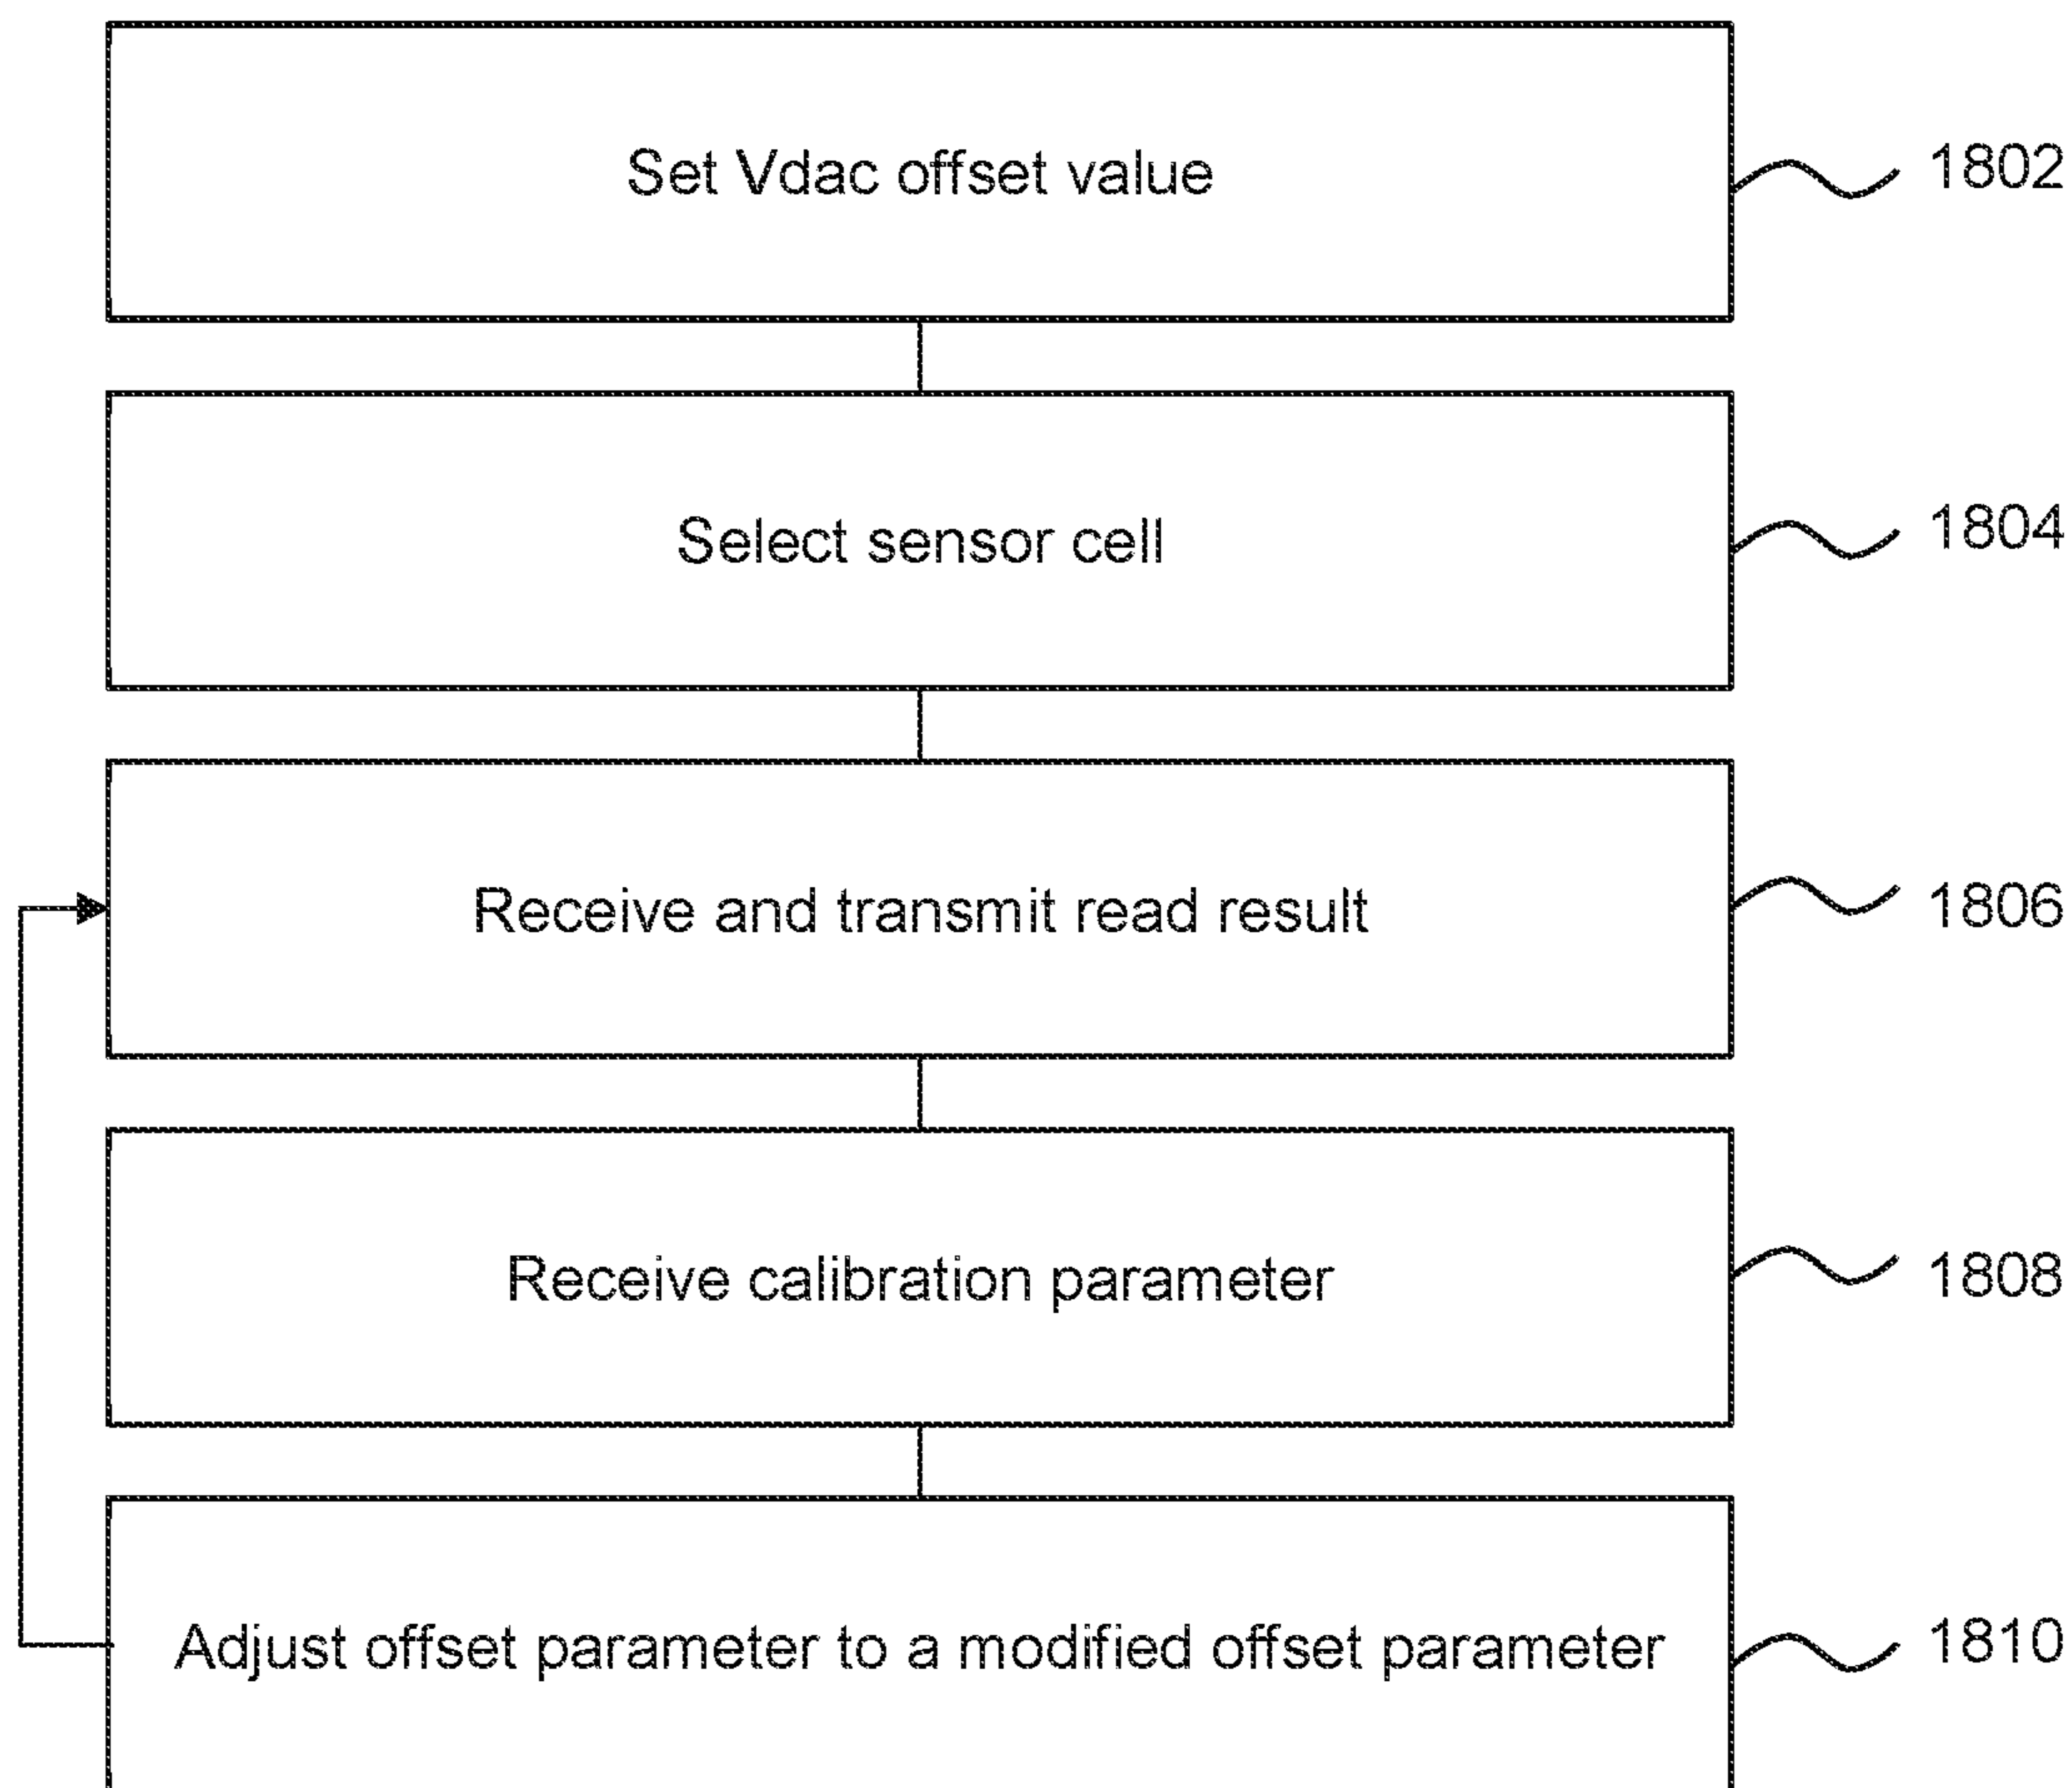 Set Vdac offset value
1802
Select sensor cell
1804
Receive and transmit read result
1806
Receive calibration parameter
1808
Adjust offset parameter to a modified offset parameter
1810